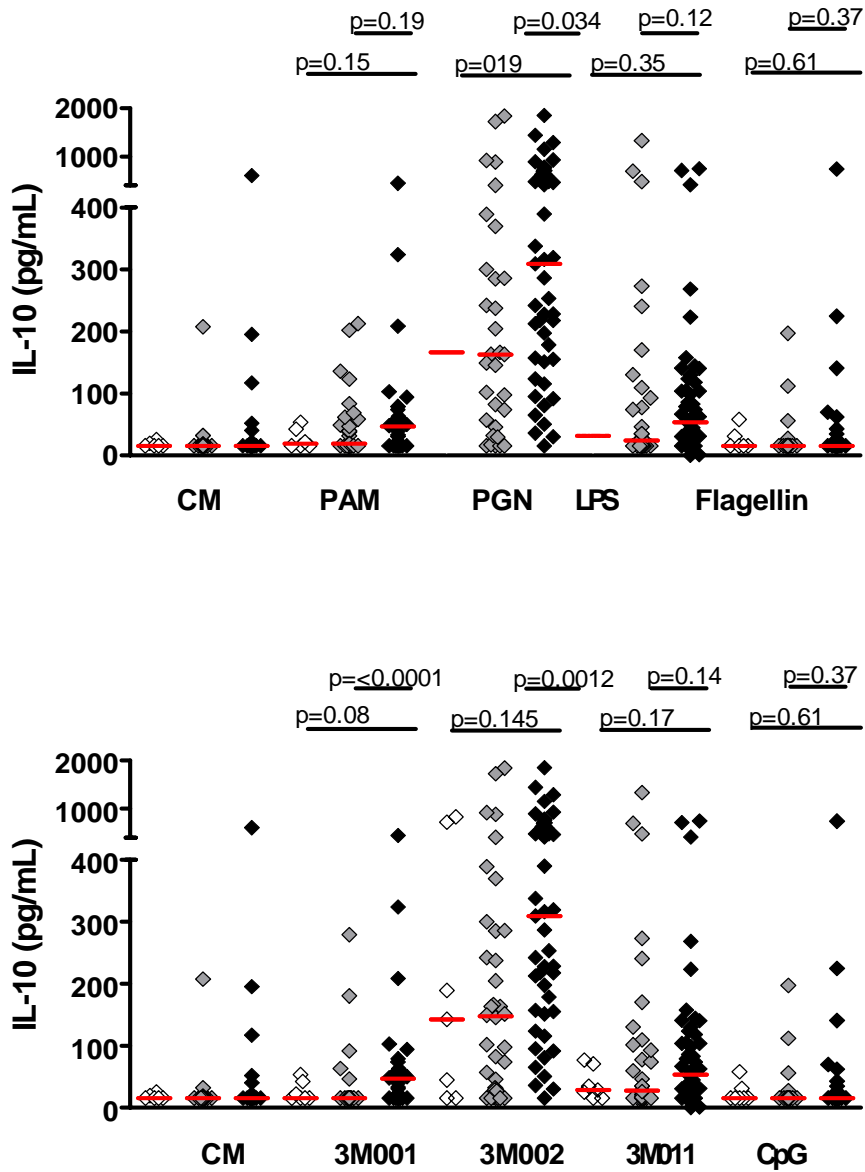 p=0.19 p=0.034 p=0.12 p=0.37
p=0.15 p=019 p=0.35 p=0.61
2000
1000
400
300
200
100
0
IL-10 (pg/mL)
CM PAM PGN LPS Flagellin
p=<0.0001 p=0.0012 p=0.14 p=0.37
p=0.08 p=0.145 p=0.17 p=0.61
2000
1000
400
300
200
100
0
IL-10 (pg/mL)
CM 3M001 3M002 3M011 CpG